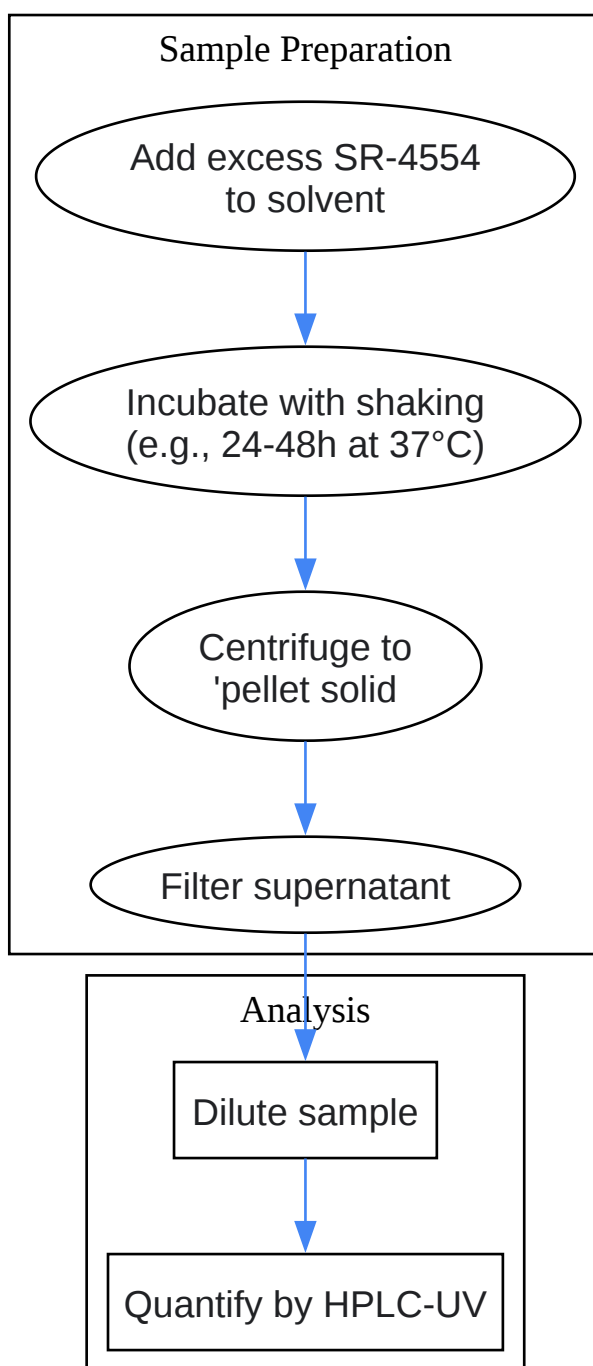 Sample Preparation
Add excess SR-4554
to solvent
Incubate with shaking
(e.g., 24-48h at 37°C)
Centrifuge to
'pellet solid
Filter supernatant
Analysis
Dilute sample
Quantify by HPLC-UV